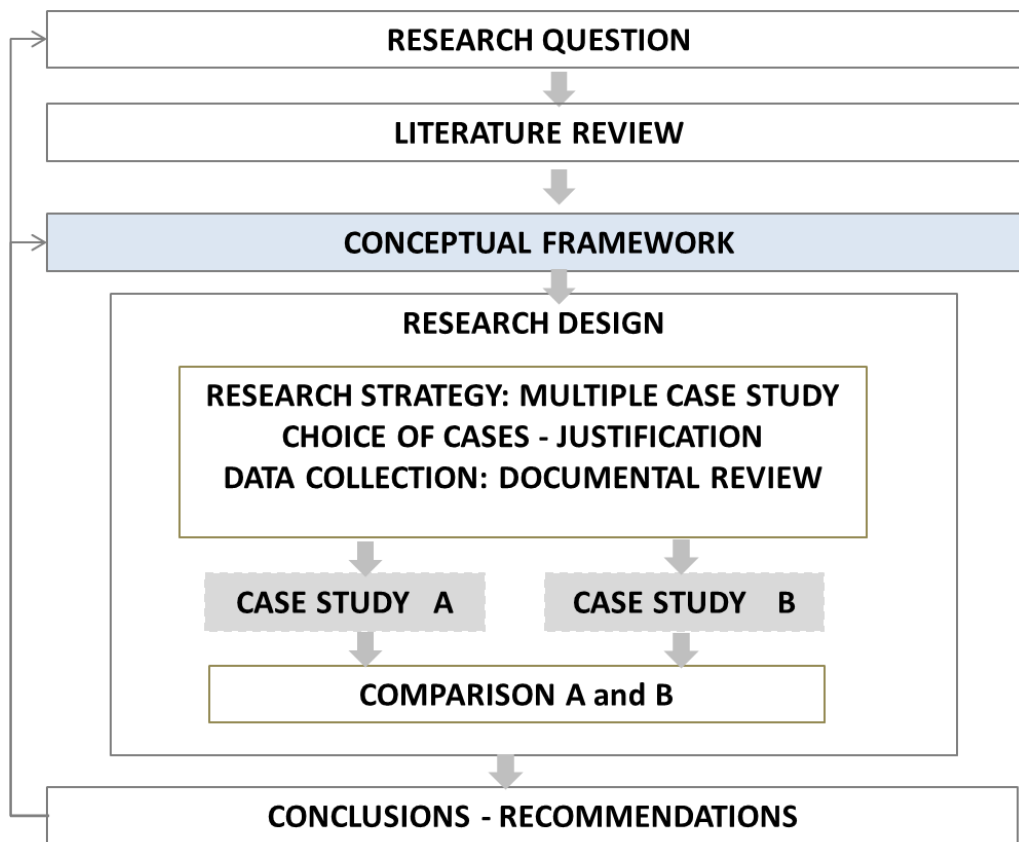 RESEARCH QUESTION
LITERATURE REVIEW
CONCEPTUAL FRAMEWORK
RESEARCH DESIGN
RESEARCH STRATEGY: MULTIPLE CASE STUDY
CHOICE OF CASES - JUSTIFICATION
DATA COLLECTION: DOCUMENTAL REVIEW
CASE STUDY A
CASE STUDY B
COMPARISON A and B
CONCLUSIONS - RECOMMENDATIONS